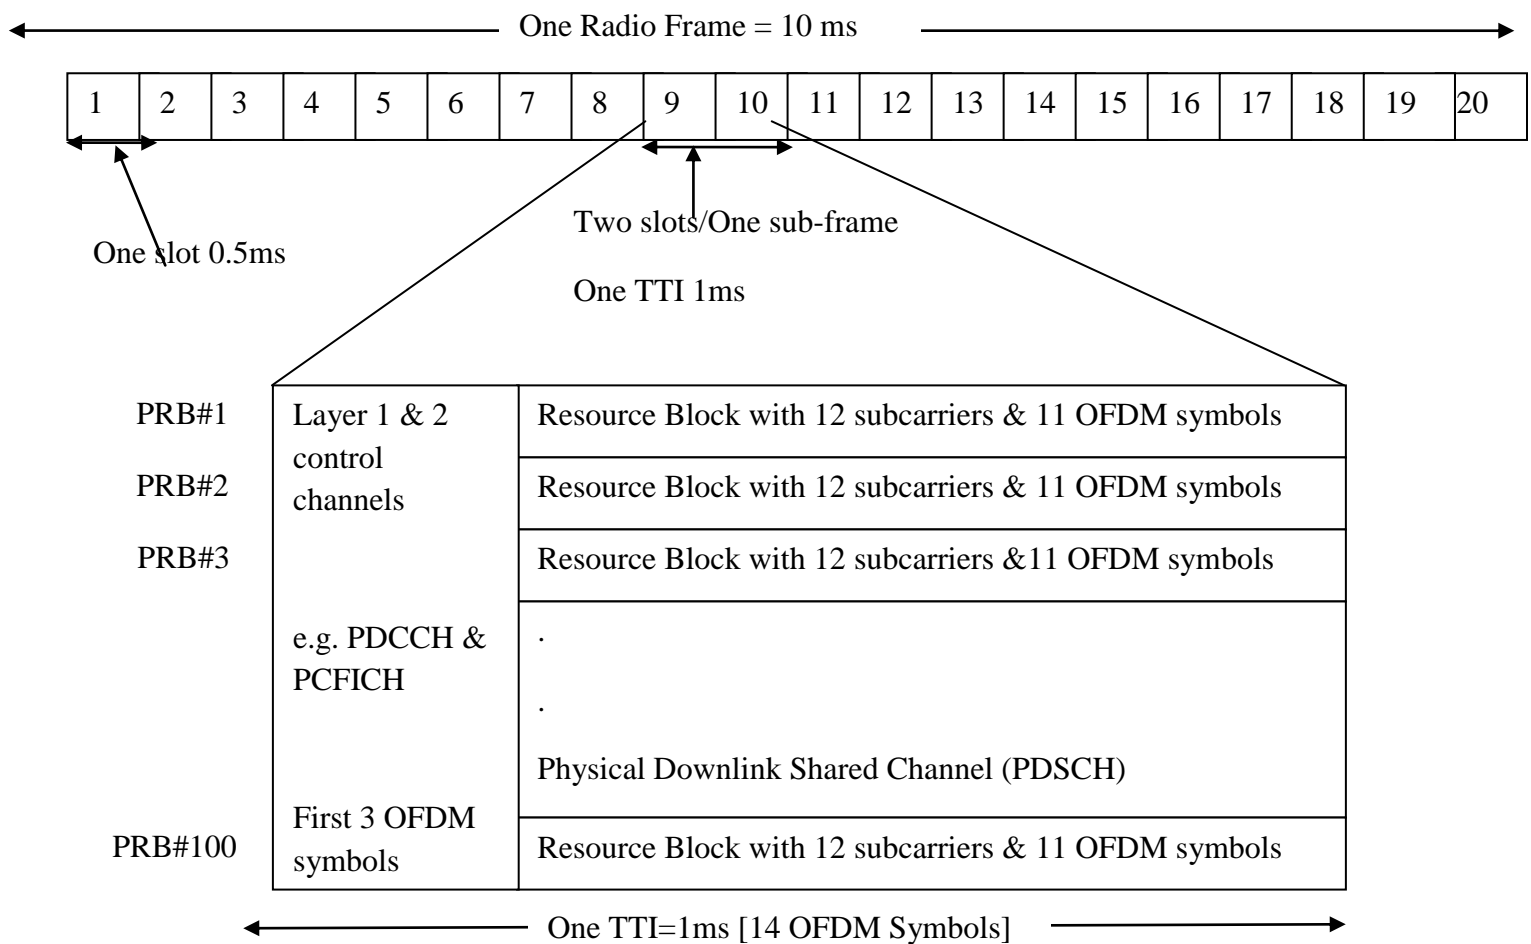 One Radio Frame = 10 ms
1 2 3 4 5 6 7 8 9 10 11 12 13 14 15 16 17 18 19 20
One slot 0.5ms
Two slots/One sub-frame
One TTI 1ms
PRB#1
PRB#2
PRB#3
PRB#100
Layer 1 & 2
control
channels
e.g. PDCCH &
PCFICH
First 3 OFDM
symbols
Resource Block with 12 subcarriers & 11 OFDM symbols
Resource Block with 12 subcarriers & 11 OFDM symbols
Resource Block with 12 subcarriers &11 OFDM symbols
.
.
Physical Downlink Shared Channel (PDSCH)
Resource Block with 12 subcarriers & 11 OFDM symbols
One TTI=1ms [14 OFDM Symbols]